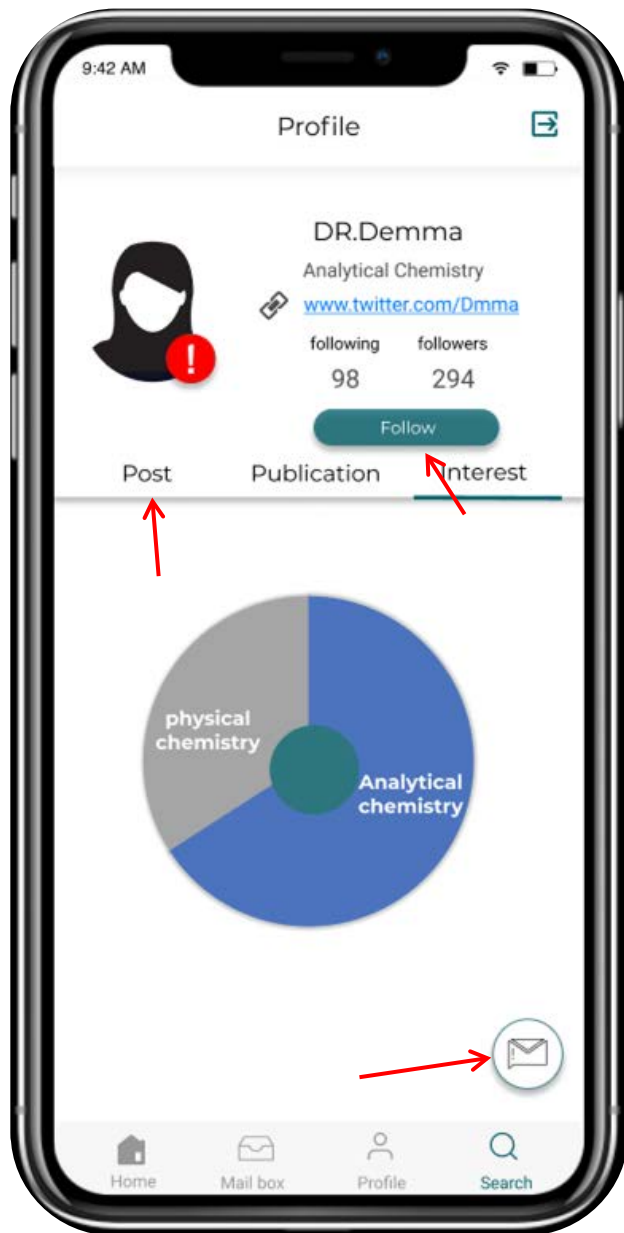 9:42 AM
Profile
DR.Demma
Analytical Chemistry
www.twitter.com/Dmma
following followers
98 294
Follow
Post Publication Interest
physical
chemistry
Analytical
chemistry
Home Mail box Profile Search